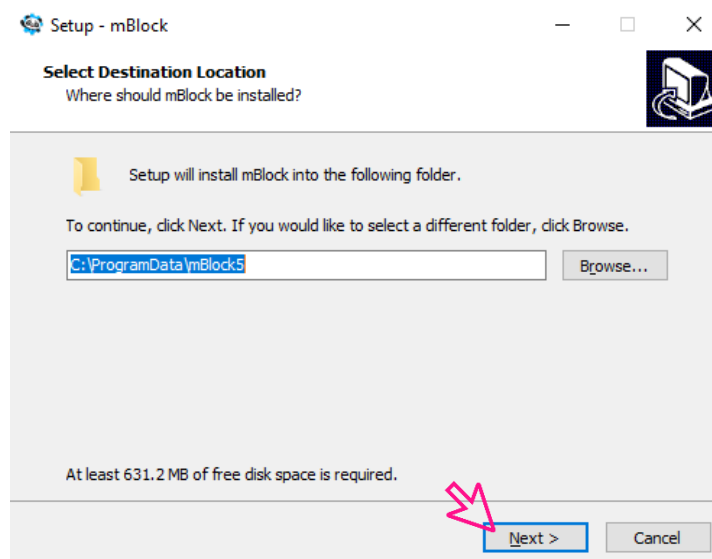 Setup - mBlock
Select Destination Location
Where should mBlock be installed?
Setup will install mBlock into the following folder.
To continue, click Next. If you would like to select a different folder, click Browse.
C:\ProgramData\mBlock5
Browse...
At least 631.2 MB of free disk space is required.
Next >
Cancel